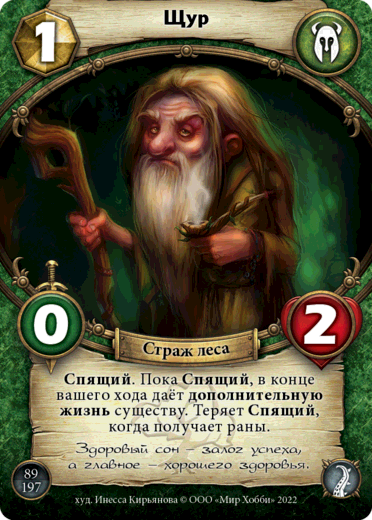 Щур
1
0
2
Страж леса
Спящий. Пока Спящий, в конце
вашего хода даёт дополнительную
жизнь существу. Теряет Спящий,
когда получает раны.
Здоровый сон – залог успеха,
а главное – хорошего здоровья.
89
197
худ. Инесса Кирьянова © ООО «Мир Хобби» 2022